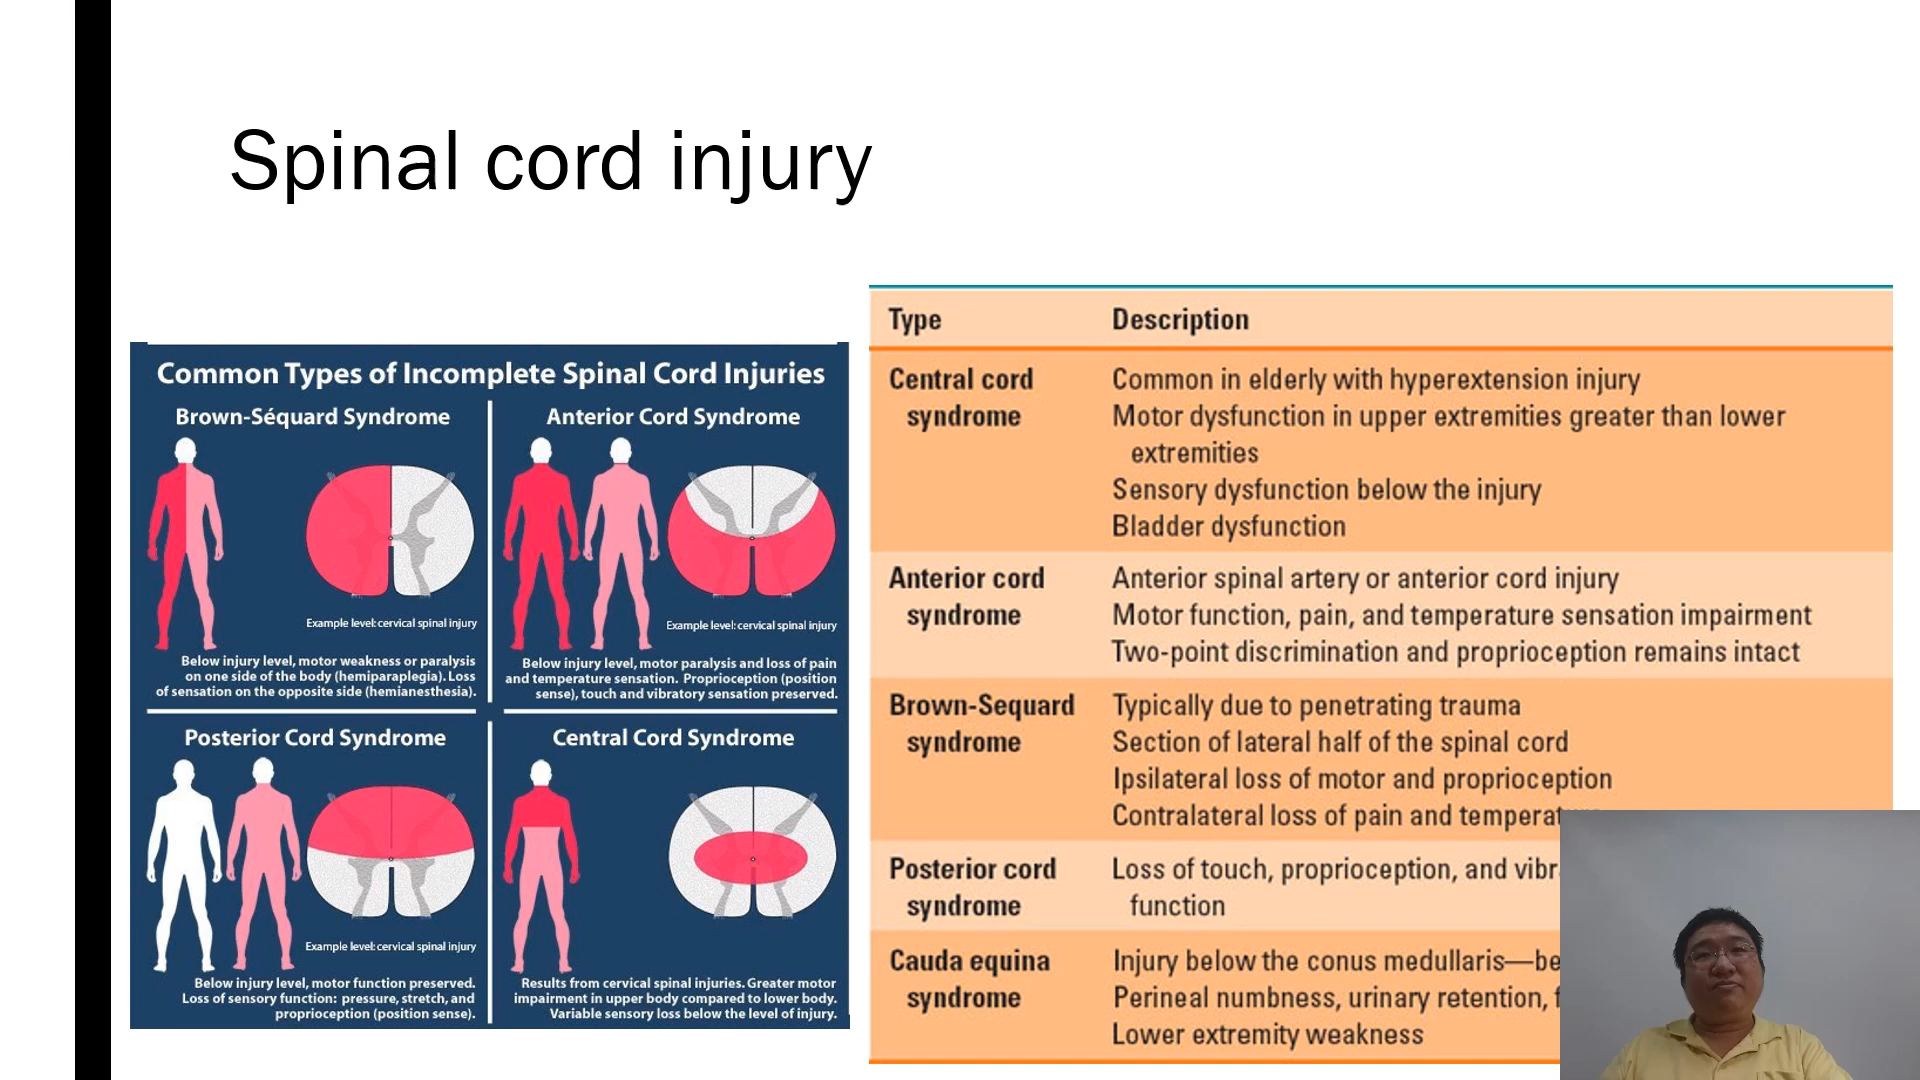 Spinal cord injury
Common Types of Incomplete Spinal Cord Injuries
Brown-Séquard Syndrome
Example level: cervical spinal injury
Below injury level, motor weakness or paralysis
on one side of the body (hemiparaplegia). Loss
of sensation on the opposite side (hemianesthesia).
Anterior Cord Syndrome
Example level: cervical spinal injury
Below injury level, motor paralysis and loss of pain
and temperature sensation. Proprioception (position
sense), touch and vibratory sensation preserved.
Posterior Cord Syndrome
Example level: cervical spinal injury
Below injury level, motor function preserved.
Loss of sensory function: pressure, stretch, and
proprioception (position sense).
Central Cord Syndrome
Results from cervical spinal injuries. Greater motor
impairment in upper body compared to lower body.
Variable sensory loss below the level of injury.
Type Description
Central cord Common in elderly with hyperextension injury
syndrome Motor dysfunction in upper extremities greater than lower
extremities
Sensory dysfunction below the injury
Bladder dysfunction
Anterior cord Anterior spinal artery or anterior cord injury
syndrome Motor function, pain, and temperature sensation impairment
Two-point discrimination and proprioception remains intact
Brown-Sequard Typically due to penetrating trauma
syndrome Section of lateral half of the spinal cord
Ipsilateral loss of motor and proprioception
Contralateral loss of pain and
Posterior cord Loss of touch, proprioception, and
syndrome function
Cauda equina Injury below the conus medullaris—
syndrome Perineal numbness, urinary retention,
Lower extremity weakness